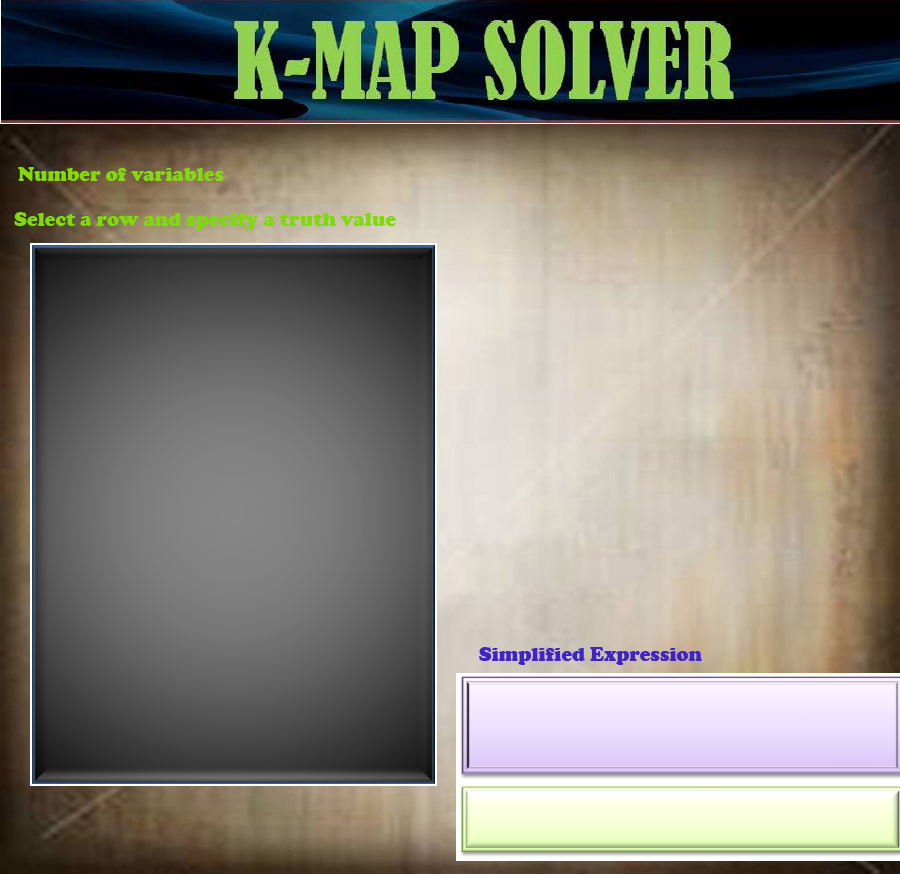 K-MAP SOLVER
Number of variables
Select a row and specify a truth value
Simplified Expression